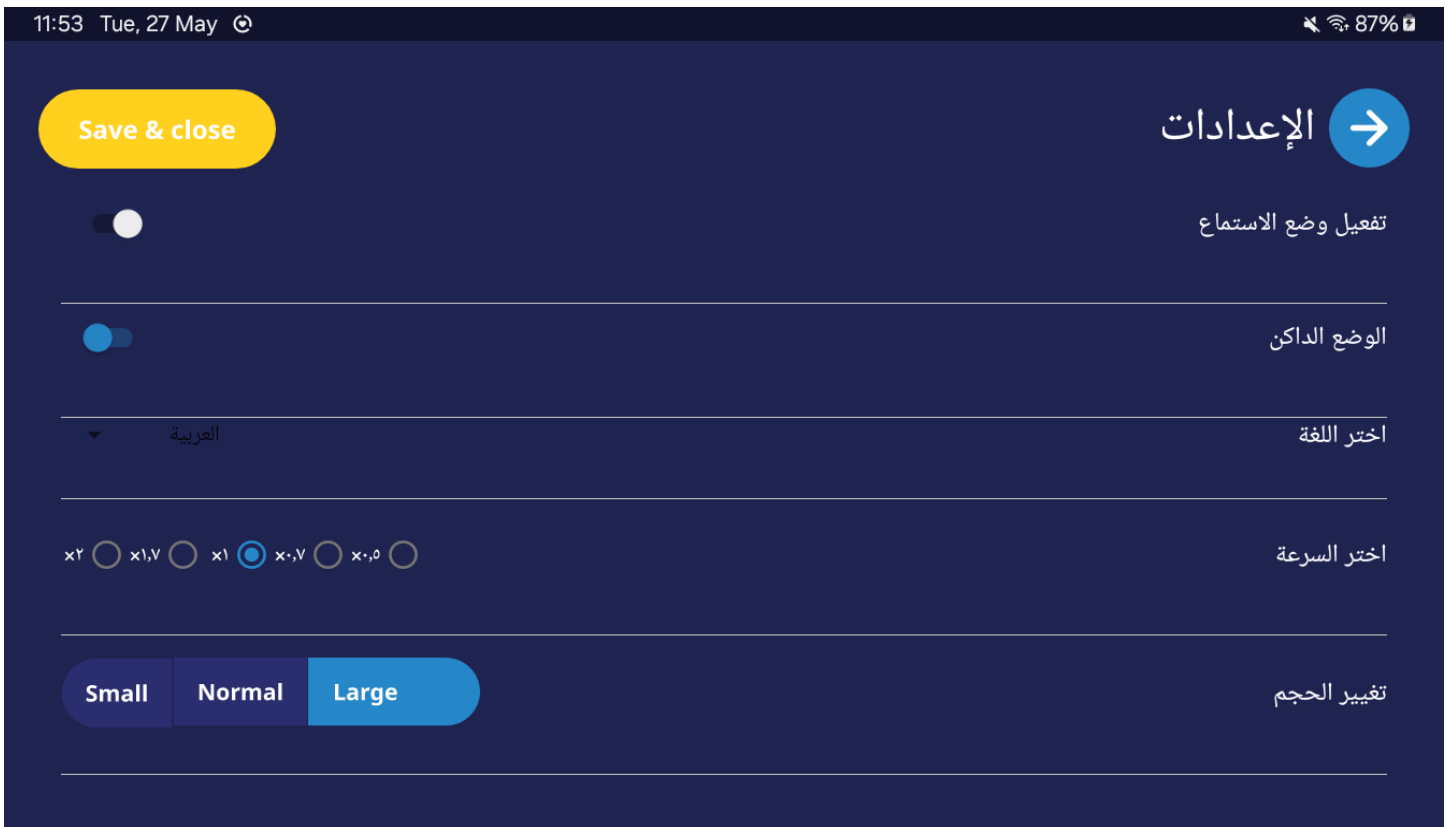 11:53 Tue, 27 May 87%
الإعدادات Save & close
تفعيل وضع الاستماع
الوضع الداكن
اختر اللغة العربية
اختر السرعة ×٠,٥ ×٠,٧ ×١ ×١,٧ ×٢
تغيير الحجم Small Normal Large